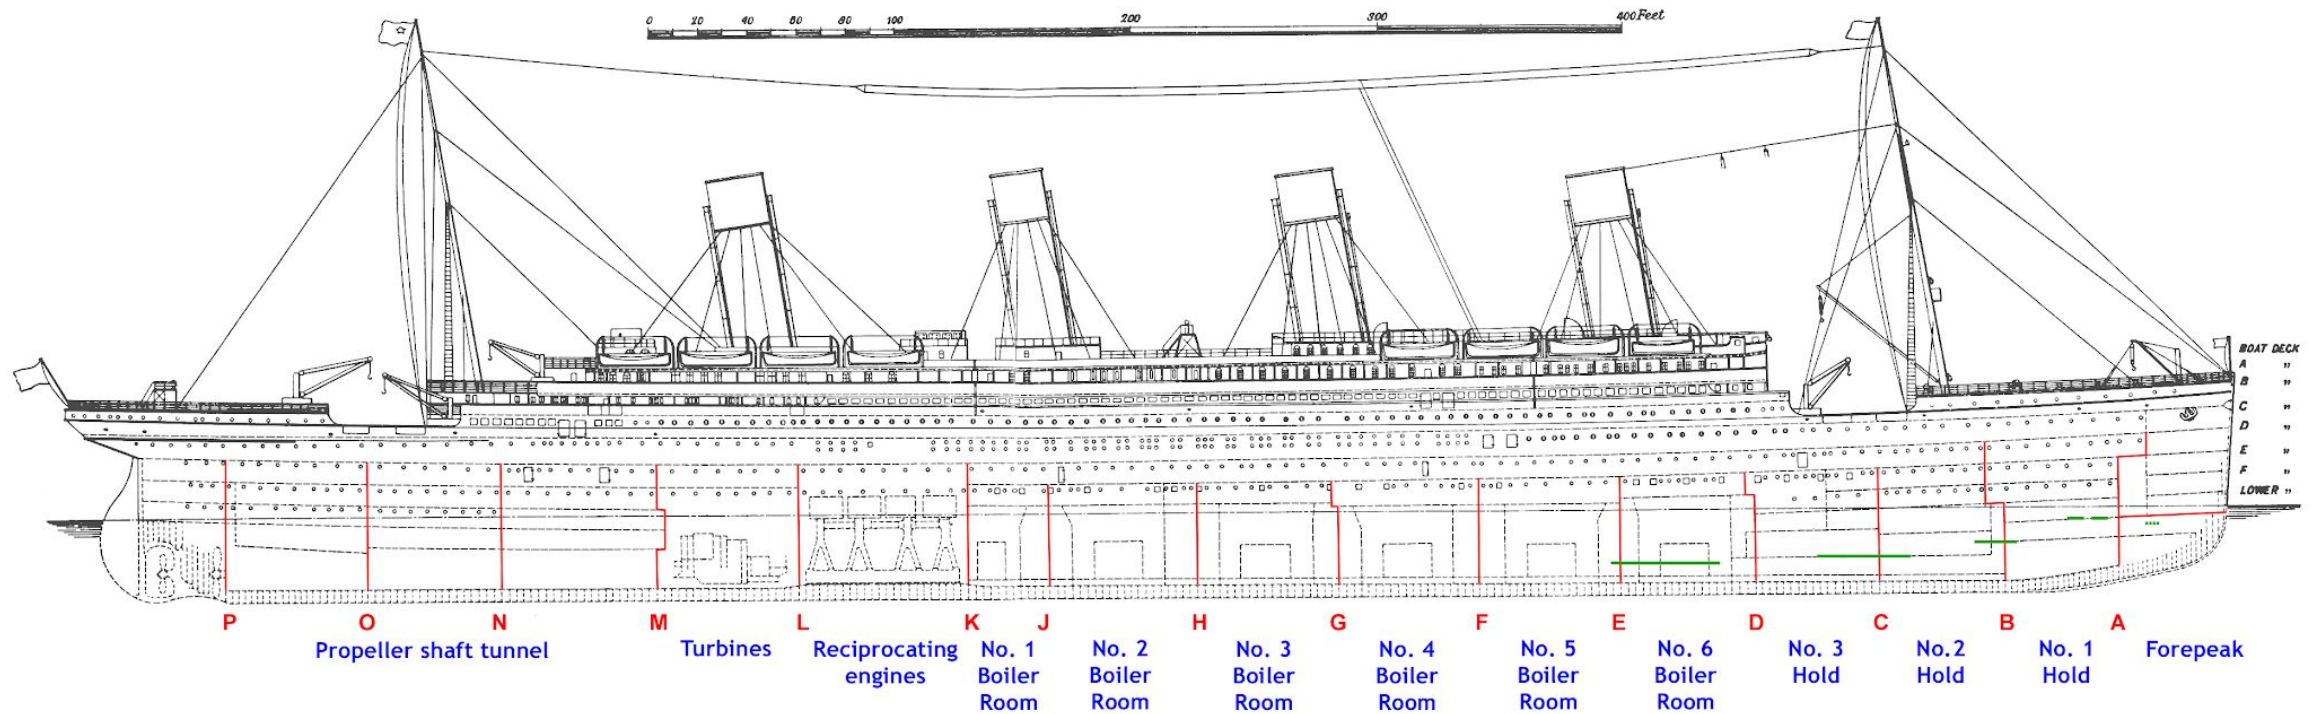 0 20 40 60 80 100 200 300 400 Feet
BOAT DECK
A "
B "
C "
D "
E "
F "
LOWER "
P O N M L K J H G F E D C B A
Propeller shaft tunnel
Turbines
Reciprocating
engines
No. 1
Boiler
Room
No. 2
Boiler
Room
No. 3
Boiler
Room
No. 4
Boiler
Room
No. 5
Boiler
Room
No. 6
Boiler
Room
No. 3
Hold
No.2
Hold
No. 1
Hold
Forepeak